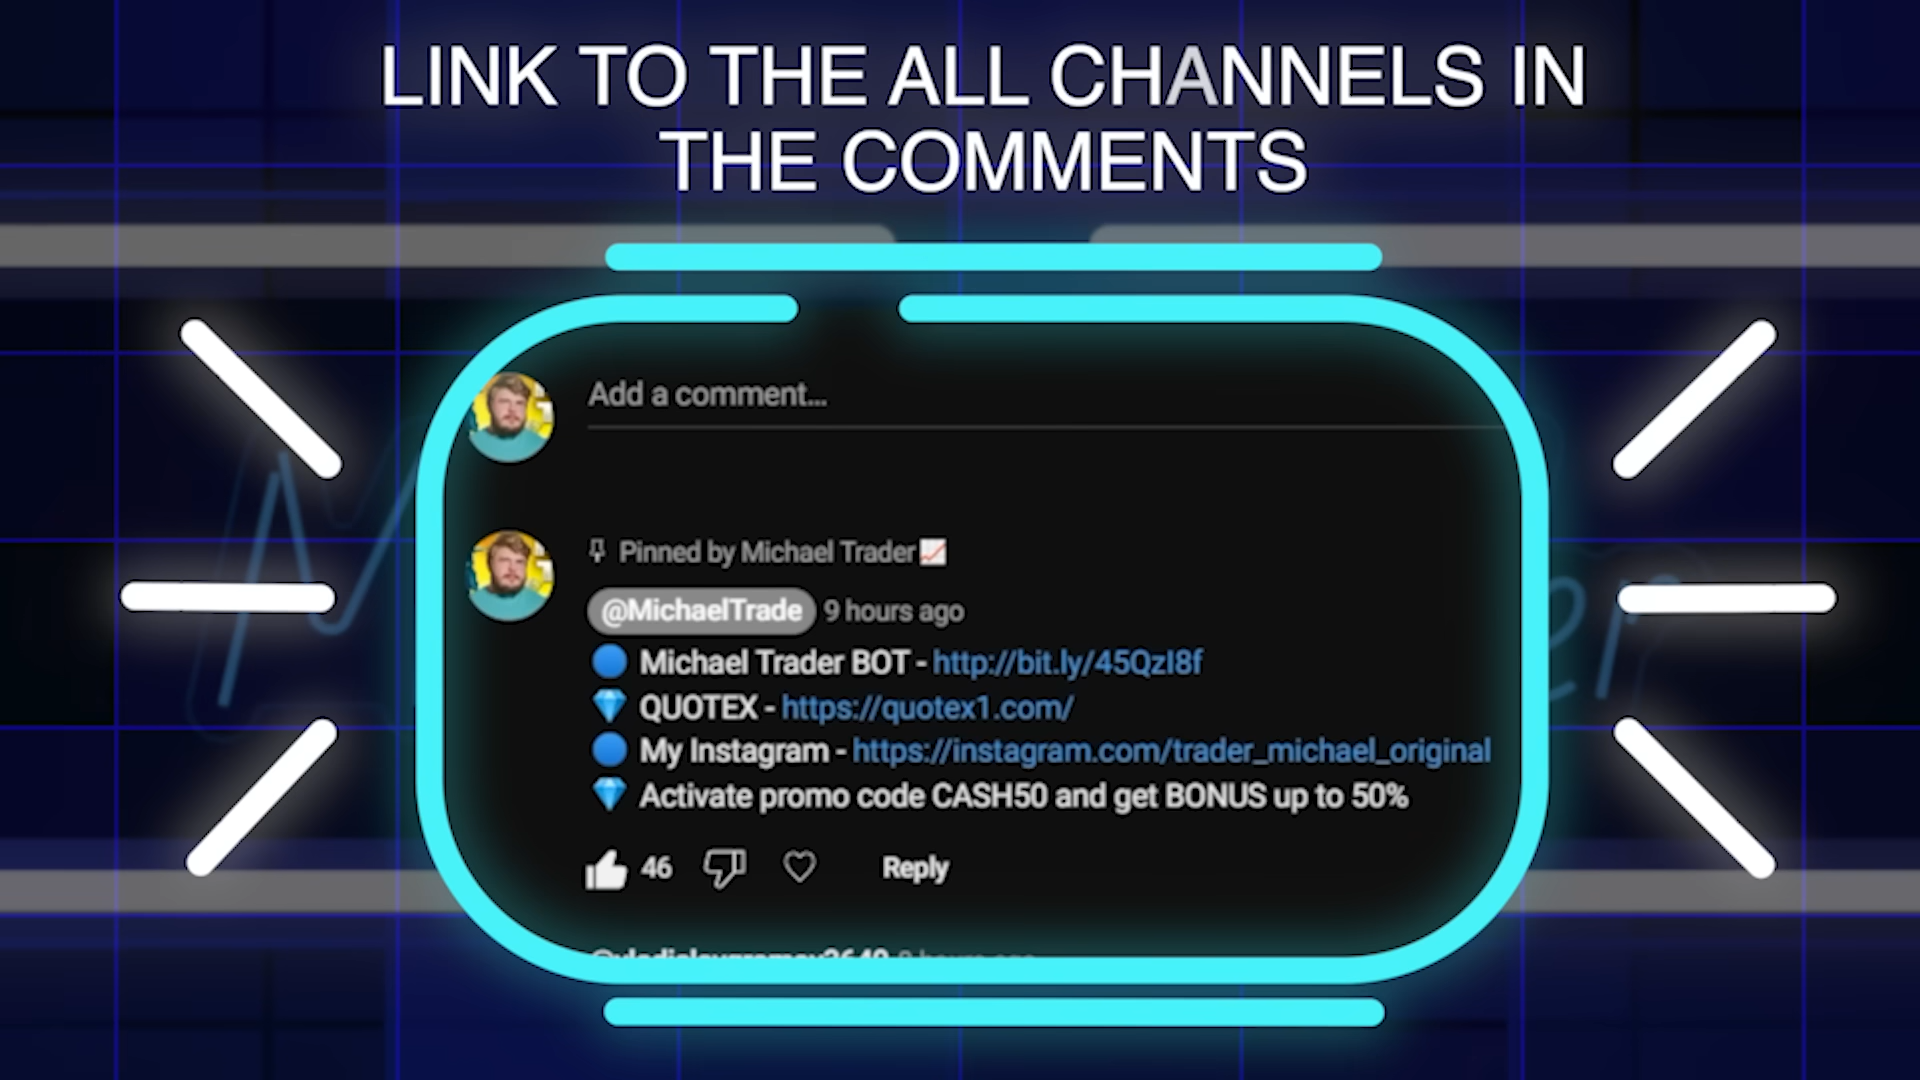 LINK TO THE ALL CHANNELS IN
THE COMMENTS
Add a comment...
Pinned by Michael Trader
@MichaelTrade 9 hours ago
Michael Trader BOT - http://bit.ly/45QzI8f
QUOTEX - https://quotex1.com/
My Instagram - https://instagram.com/trader_michael_original
Activate promo code CASH50 and get BONUS up to 50%
46 Reply